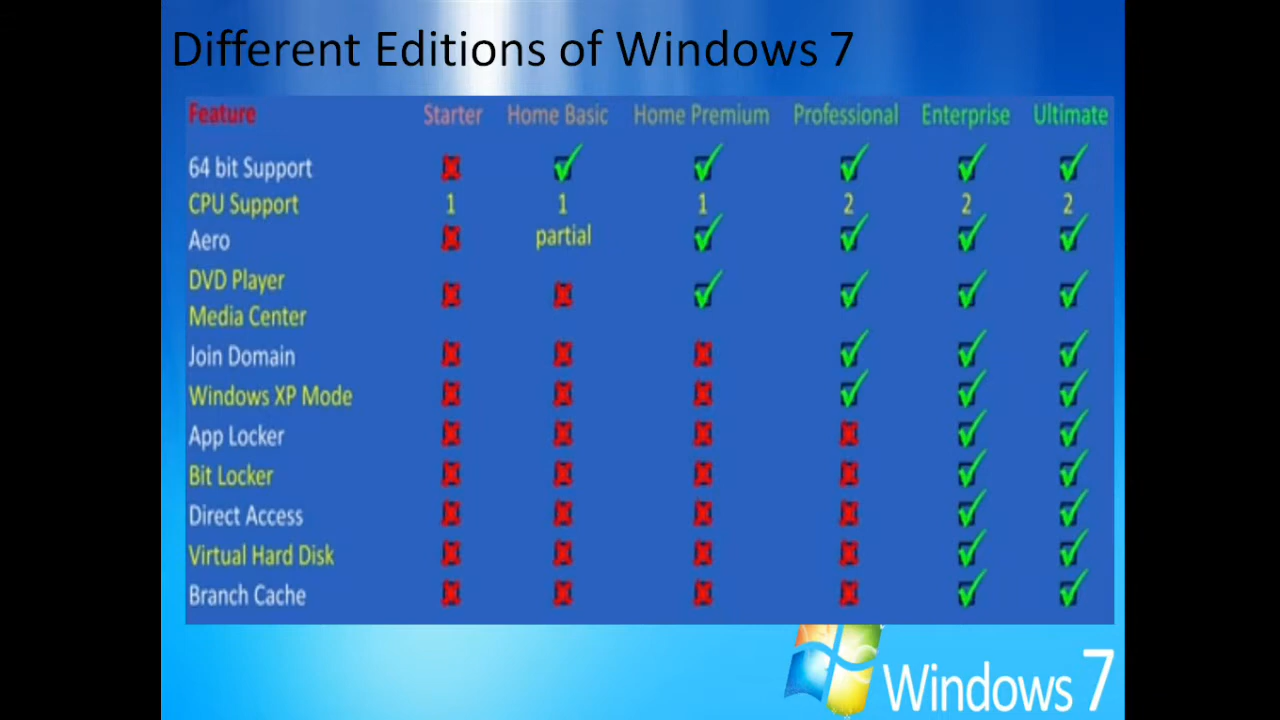 Different Editions of Windows 7
Feature Starter Home Basic Home Premium Professional Enterprise Ultimate
64 bit Support
CPU Support 1 1 1 2 2 2
Aero partial
DVD Player
Media Center
Join Domain
Windows XP Mode
App Locker
Bit Locker
Direct Access
Virtual Hard Disk
Branch Cache
Windows 7